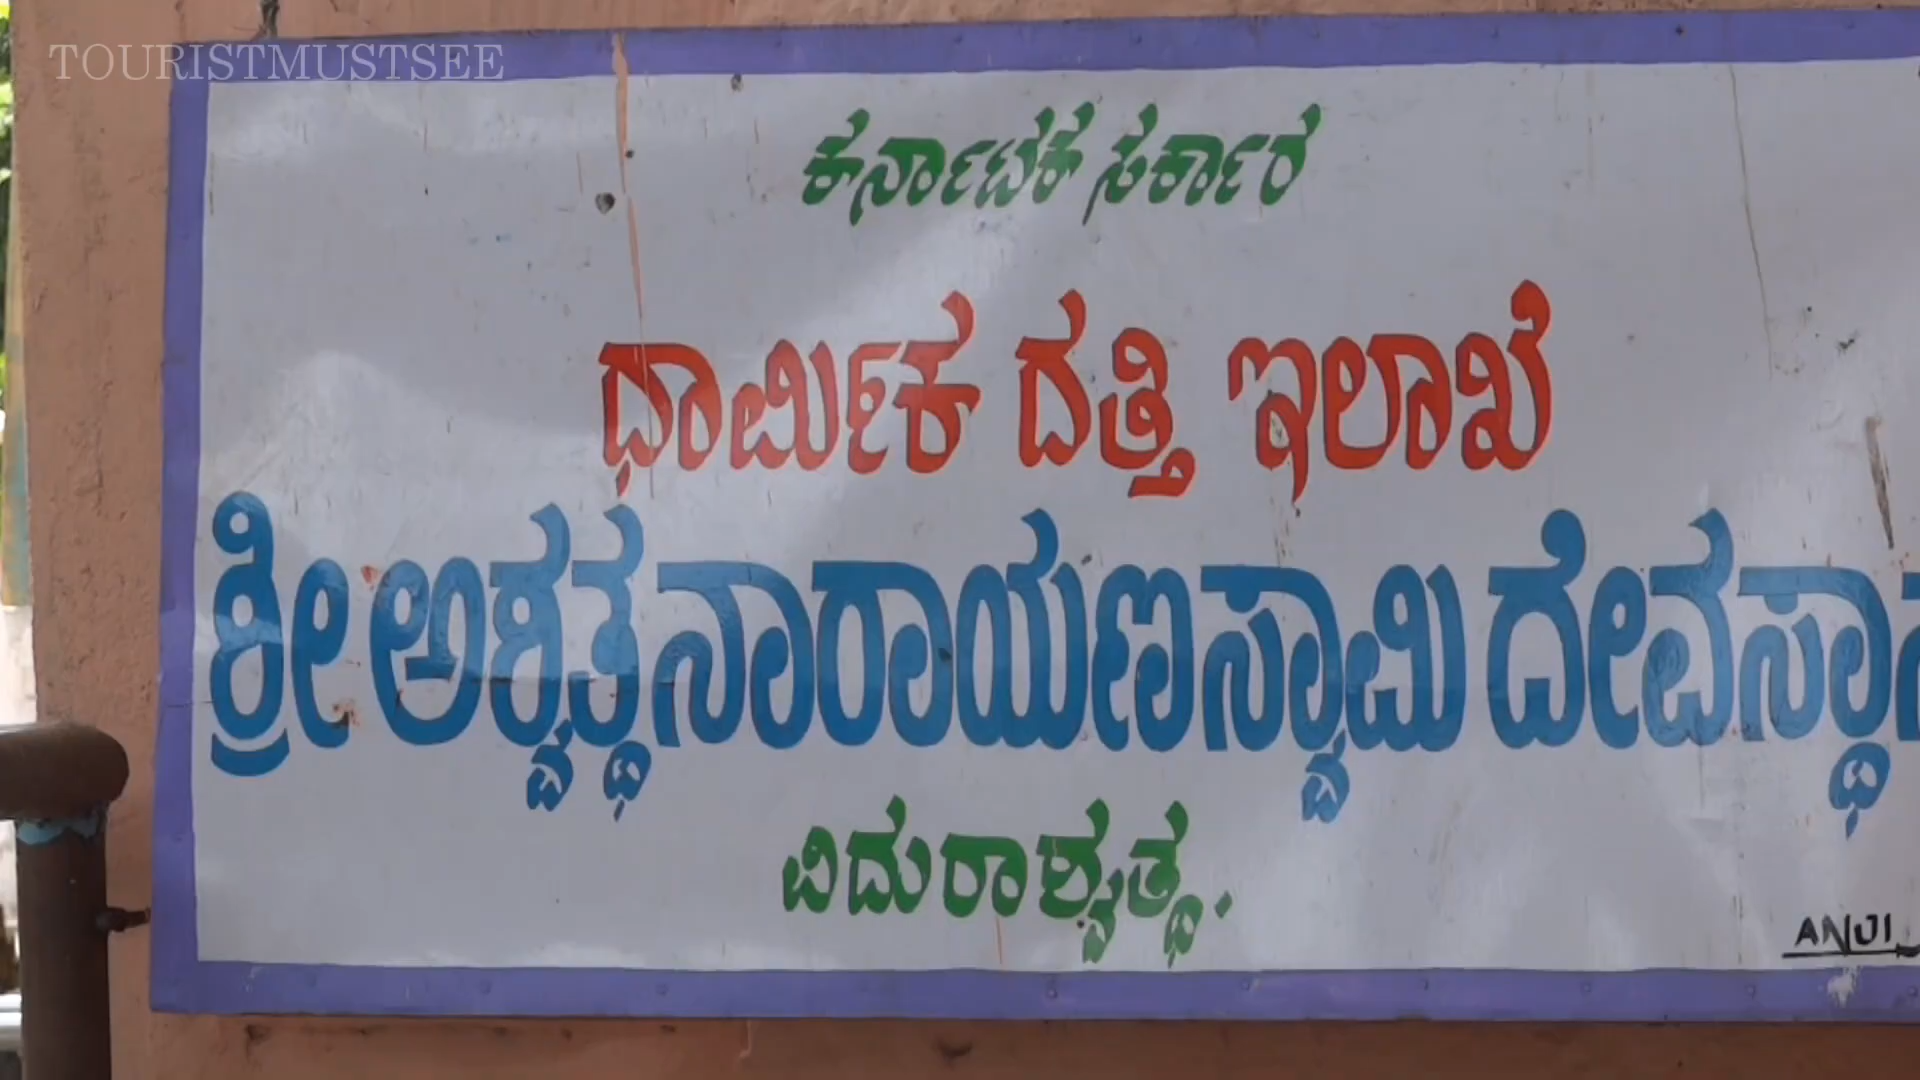 TOURISTMUSTSEE
ಕರ್ನಾಟಕ ಸರ್ಕಾರ
ಧಾರ್ಮಿಕ ದತ್ತಿ ಇಲಾಖೆ
ಶ್ರೀ ಅಶ್ವತ್ಥನಾರಾಯಣಸ್ವಾಮಿ ದೇವಸ್ಥಾನ
ವಿದುರಾಶ್ವತ್ಥ.
ANJI